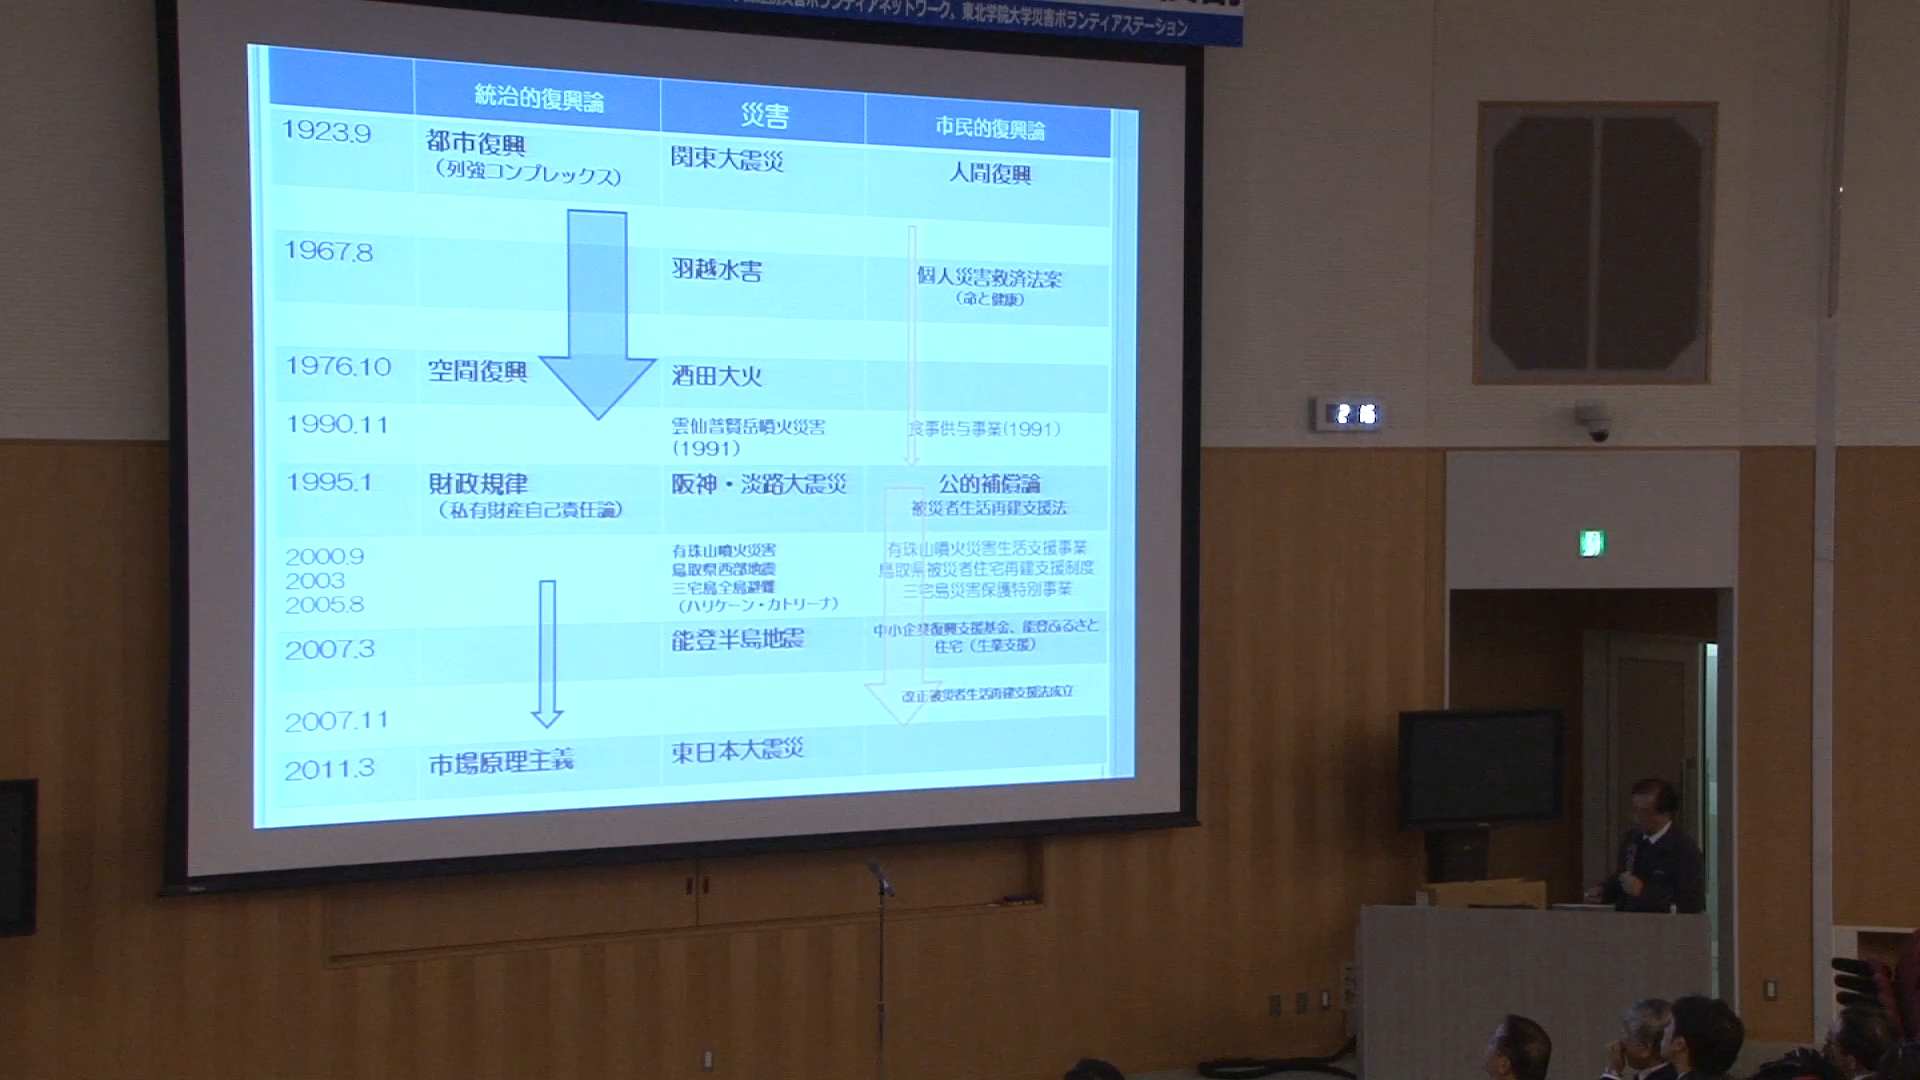 災害ボランティアネットワーク，東北学院大学災害ボランティアステーション
統治的復興論 災害 市民的復興論
1923.9 都市復興 関東大震災 人間復興
（列強コンプレックス）
1967.8 羽越水害 個人災害救済法案
（命と健康）
1976.10 空間復興 酒田大火
1990.11 雲仙普賢岳噴火災害 食事供与事業(1991)
(1991)
1995.1 財政規律 阪神・淡路大震災 公的補償論
（私有財産自己責任論） 被災者生活再建支援法
2000.9 有珠山噴火災害 有珠山噴火災害生活支援事業
鳥取県西部地震 鳥取県被災者住宅再建支援制度
2003 三宅島全島避難 三宅島災害保護特別事業
2005.8 （ハリケーン・カトリーナ）
2007.3 能登半島地震 中小企業復興支援基金、能登ふるさと
住宅（生業支援）
2007.11 改正被災者生活再建支援法成立
2011.3 市場原理主義 東日本大震災